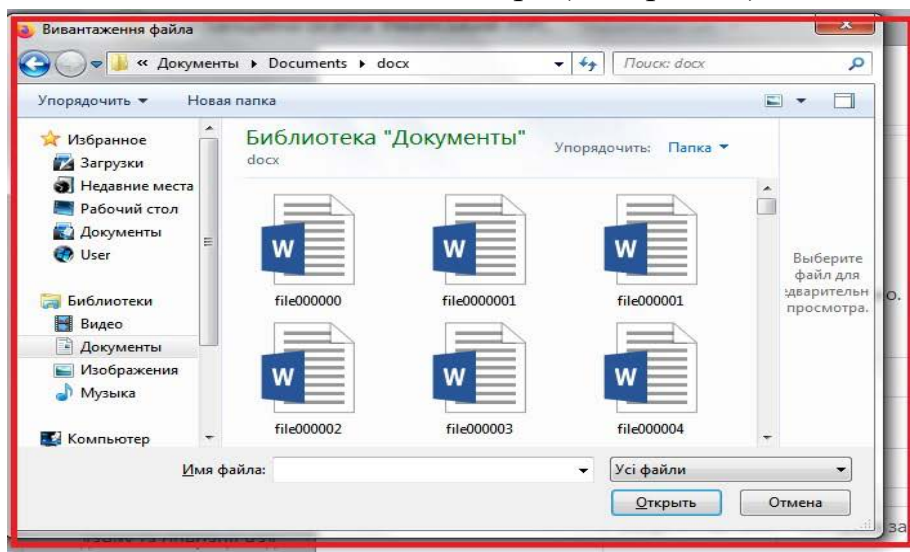 Вивантаження файла
« Документы Documents docx
Поиск: docx
Упорядочить Новая папка
Избранное
Загрузки
Недавние места
Рабочий стол
Документы
User
Библиотеки
Видео
Документы
Изображения
Музыка
Компьютер
Библиотека "Документы"
docx
Упорядочить: Папка
file000000 file0000001 file000001
file000002 file000003 file000004
Выберите
файл для
дварительн
просмотра.
о.
Имя файла:
Усі файли
Открыть Отмена
за